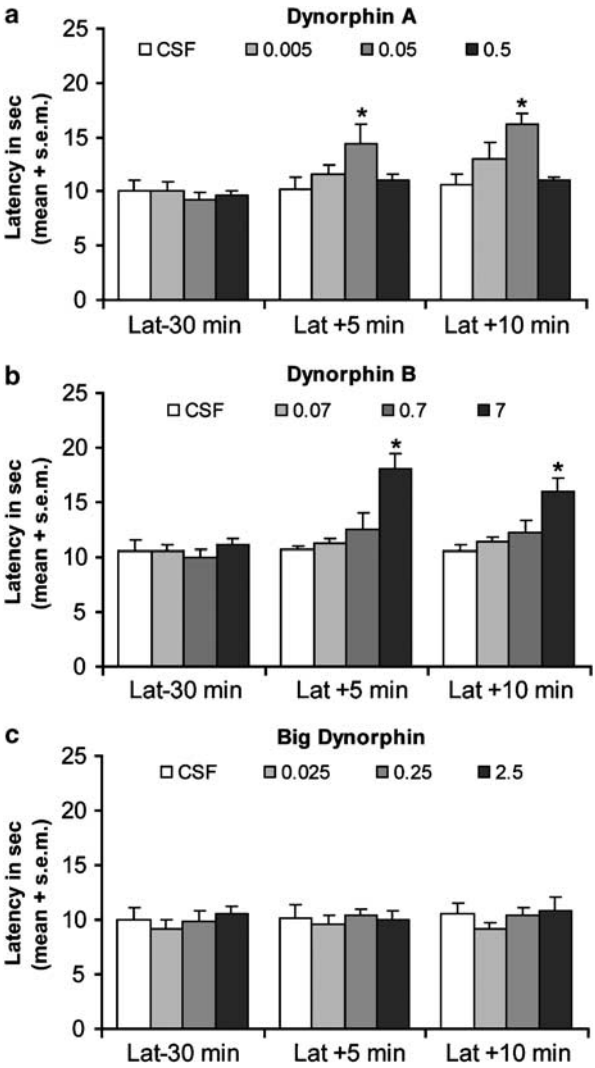 a
Dynorphin A
CSF 0.005 0.05 0.5
Latency in sec
(mean + s.e.m.)
25
20
15
10
5
0
* *
Lat-30 min Lat +5 min Lat +10 min
b
Dynorphin B
CSF 0.07 0.7 7
Latency in sec
(mean + s.e.m.)
25
20
15
10
5
0
* *
Lat-30 min Lat +5 min Lat +10 min
c
Big Dynorphin
CSF 0.025 0.25 2.5
Latency in sec
(mean + s.e.m.)
25
20
15
10
5
0
Lat-30 min Lat +5 min Lat +10 min